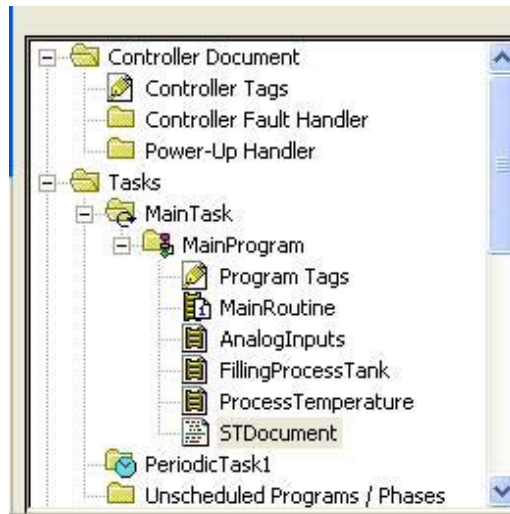 Controller Document
Controller Tags
Controller Fault Handler
Power-Up Handler
Tasks
MainTask
MainProgram
Program Tags
MainRoutine
AnalogInputs
FillingProcessTank
ProcessTemperature
STDocument
PeriodicTask1
Unscheduled Programs / Phases